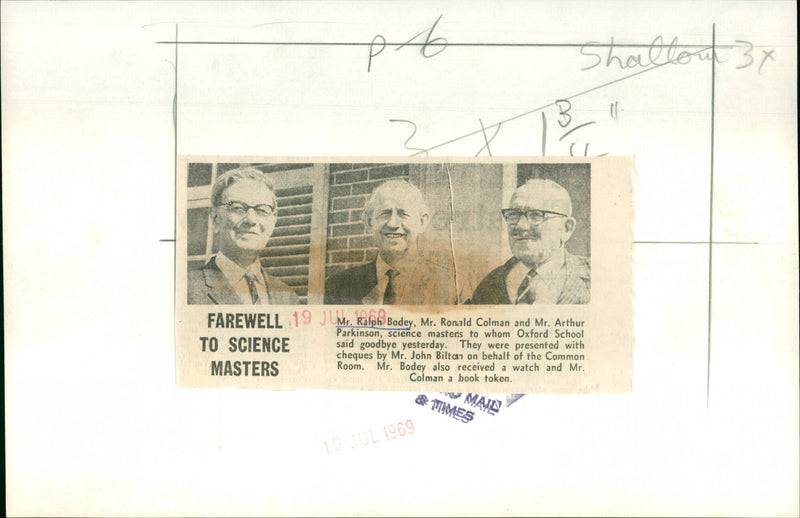 P-6
Shallow 3x
3 x 1 3/11"
FAREWELL
TO SCIENCE
MASTERS
19 JUL 1969
Mr. Ralph Bodey, Mr. Ronald Colman and Mr. Arthur
Parkinson, science masters to whom Oxford School
said goodbye yesterday. They were presented with
cheques by Mr. John Bilton on behalf of the Common
Room. Mr. Bodey also received a watch and Mr.
Colman a book token.
MAIL
& TIMES
19 JUL 1969